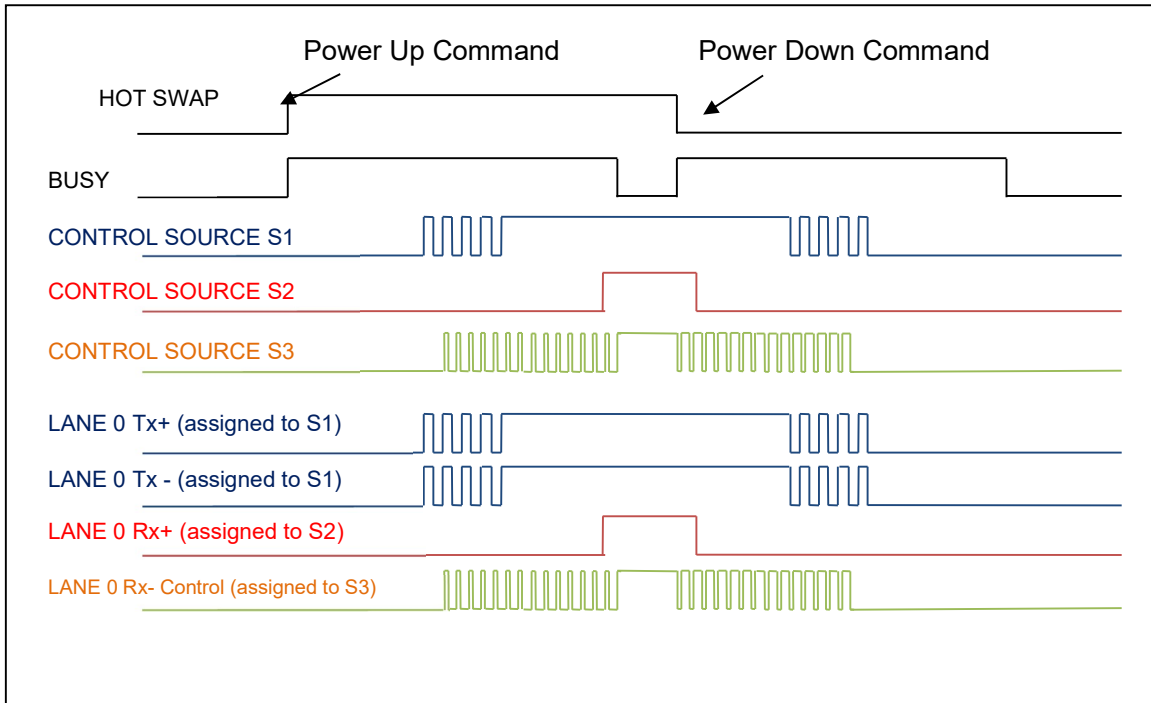 Power Up Command
Power Down Command
HOT SWAP
BUSY
CONTROL SOURCE S1
CONTROL SOURCE S2
CONTROL SOURCE S3
LANE 0 Tx+ (assigned to S1)
LANE 0 Tx - (assigned to S1)
LANE 0 Rx+ (assigned to S2)
LANE 0 Rx- Control (assigned to S3)